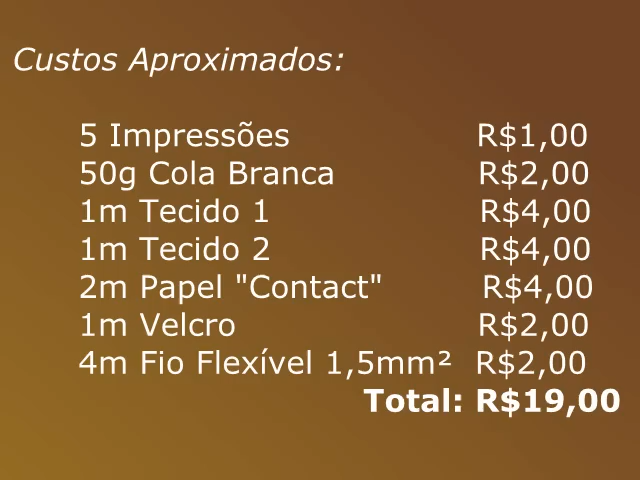 Custos Aproximados:
5 Impressões R$1,00
50g Cola Branca R$2,00
1m Tecido 1 R$4,00
1m Tecido 2 R$4,00
2m Papel "Contact" R$4,00
1m Velcro R$2,00
4m Fio Flexível 1,5mm² R$2,00
Total: R$19,00